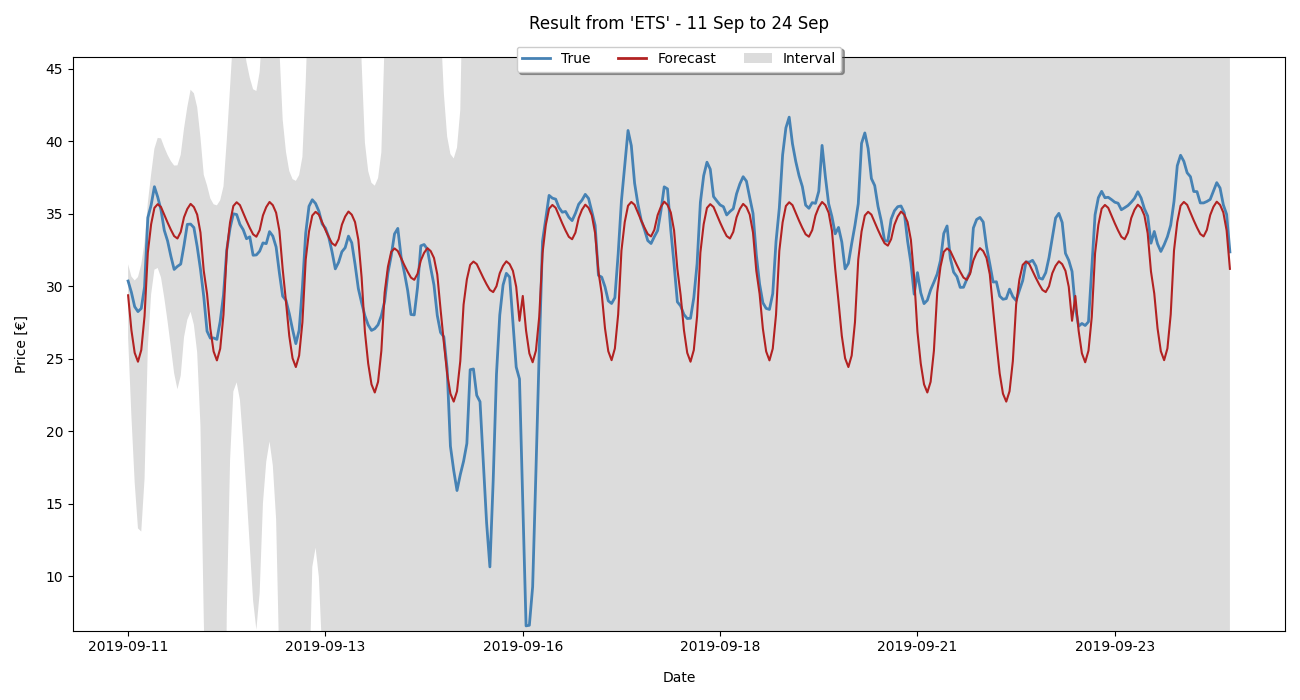 Result from 'ETS' - 11 Sep to 24 Sep
True Forecast Interval
45
40
35
30
25
20
15
10
Price [€]
2019-09-11 2019-09-13 2019-09-16 2019-09-18 2019-09-21 2019-09-23
Date